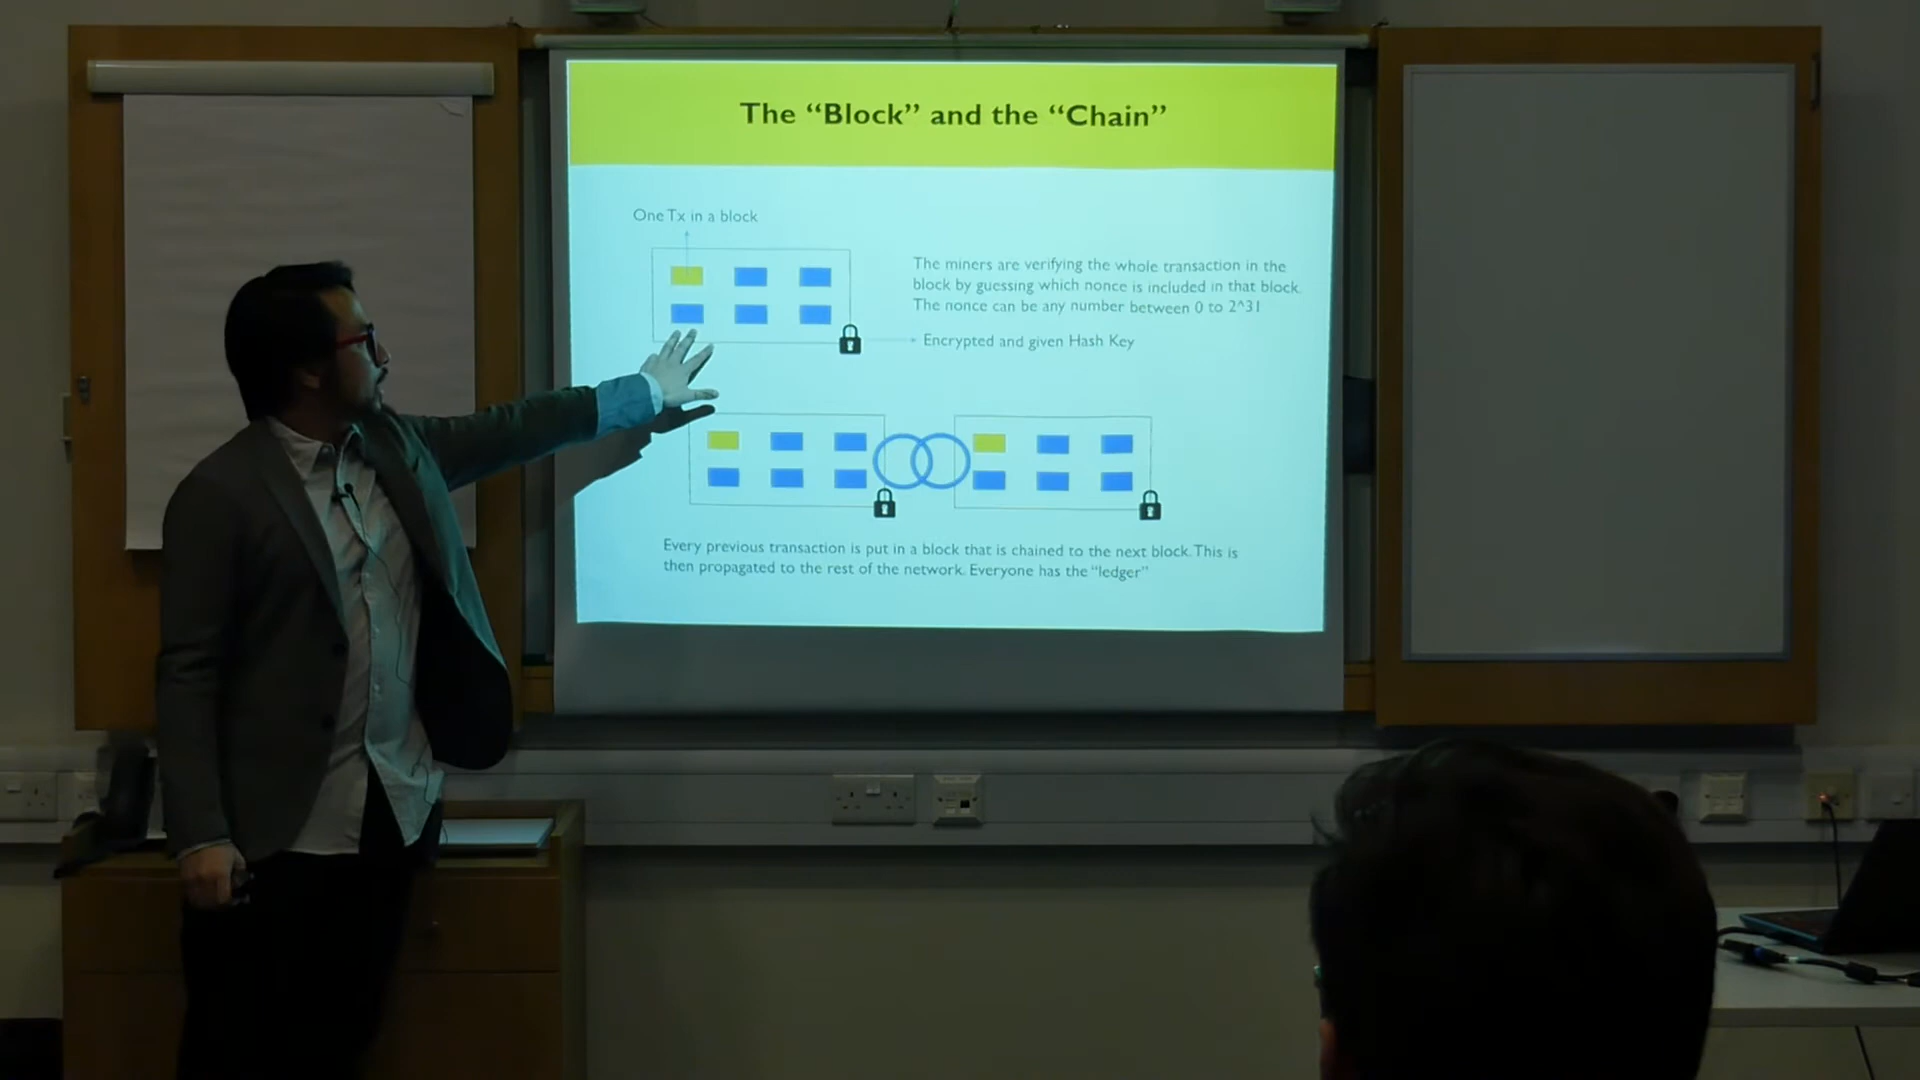 The “Block” and the “Chain”
One Tx in a block
The miners are verifying the whole transaction in the
block by guessing which nonce is included in that block.
The nonce can be any number between 0 to 2^31
Encrypted and given Hash Key
Every previous transaction is put in a block that is chained to the next block. This is
then propagated to the rest of the network. Everyone has the “ledger”